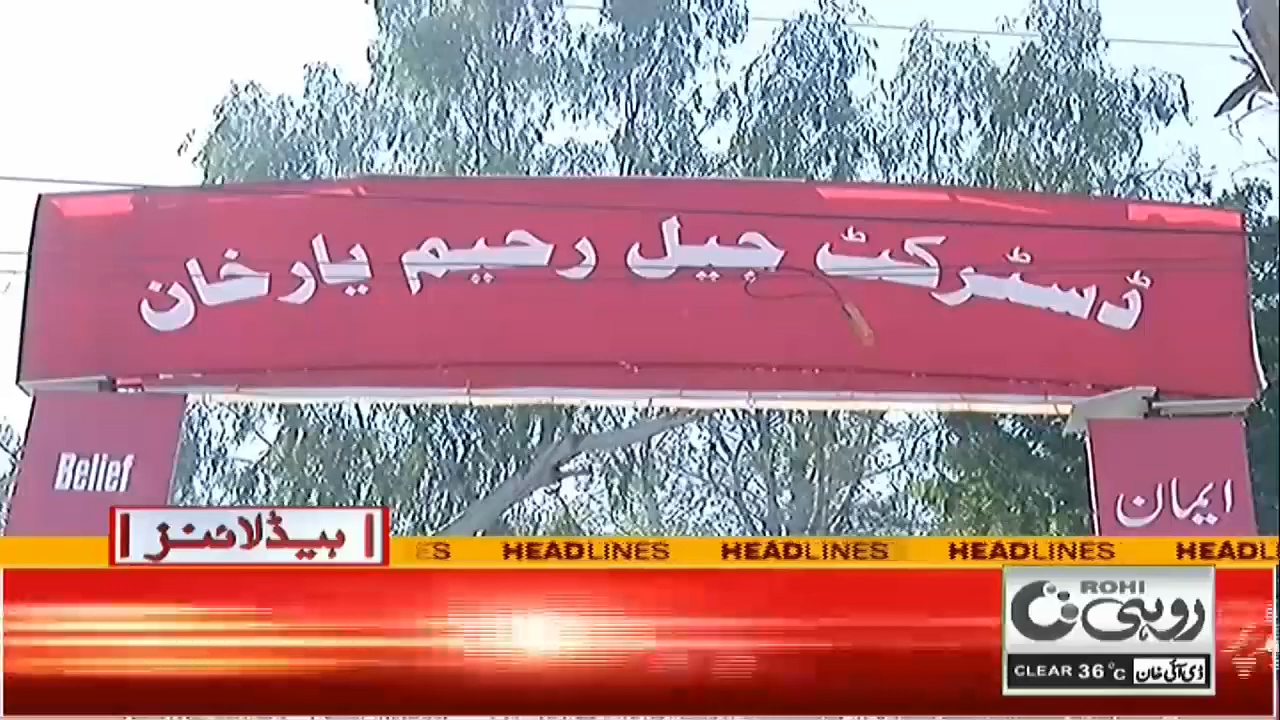 ڈسٹرکٹ جیل رحیم یارخان
Belief
ایمان
ہیڈلائنز
ES HEADLINES HEADLINES HEADLINES HEADL
ROHI
روہی
CLEAR 36°C ڈی آئی خان